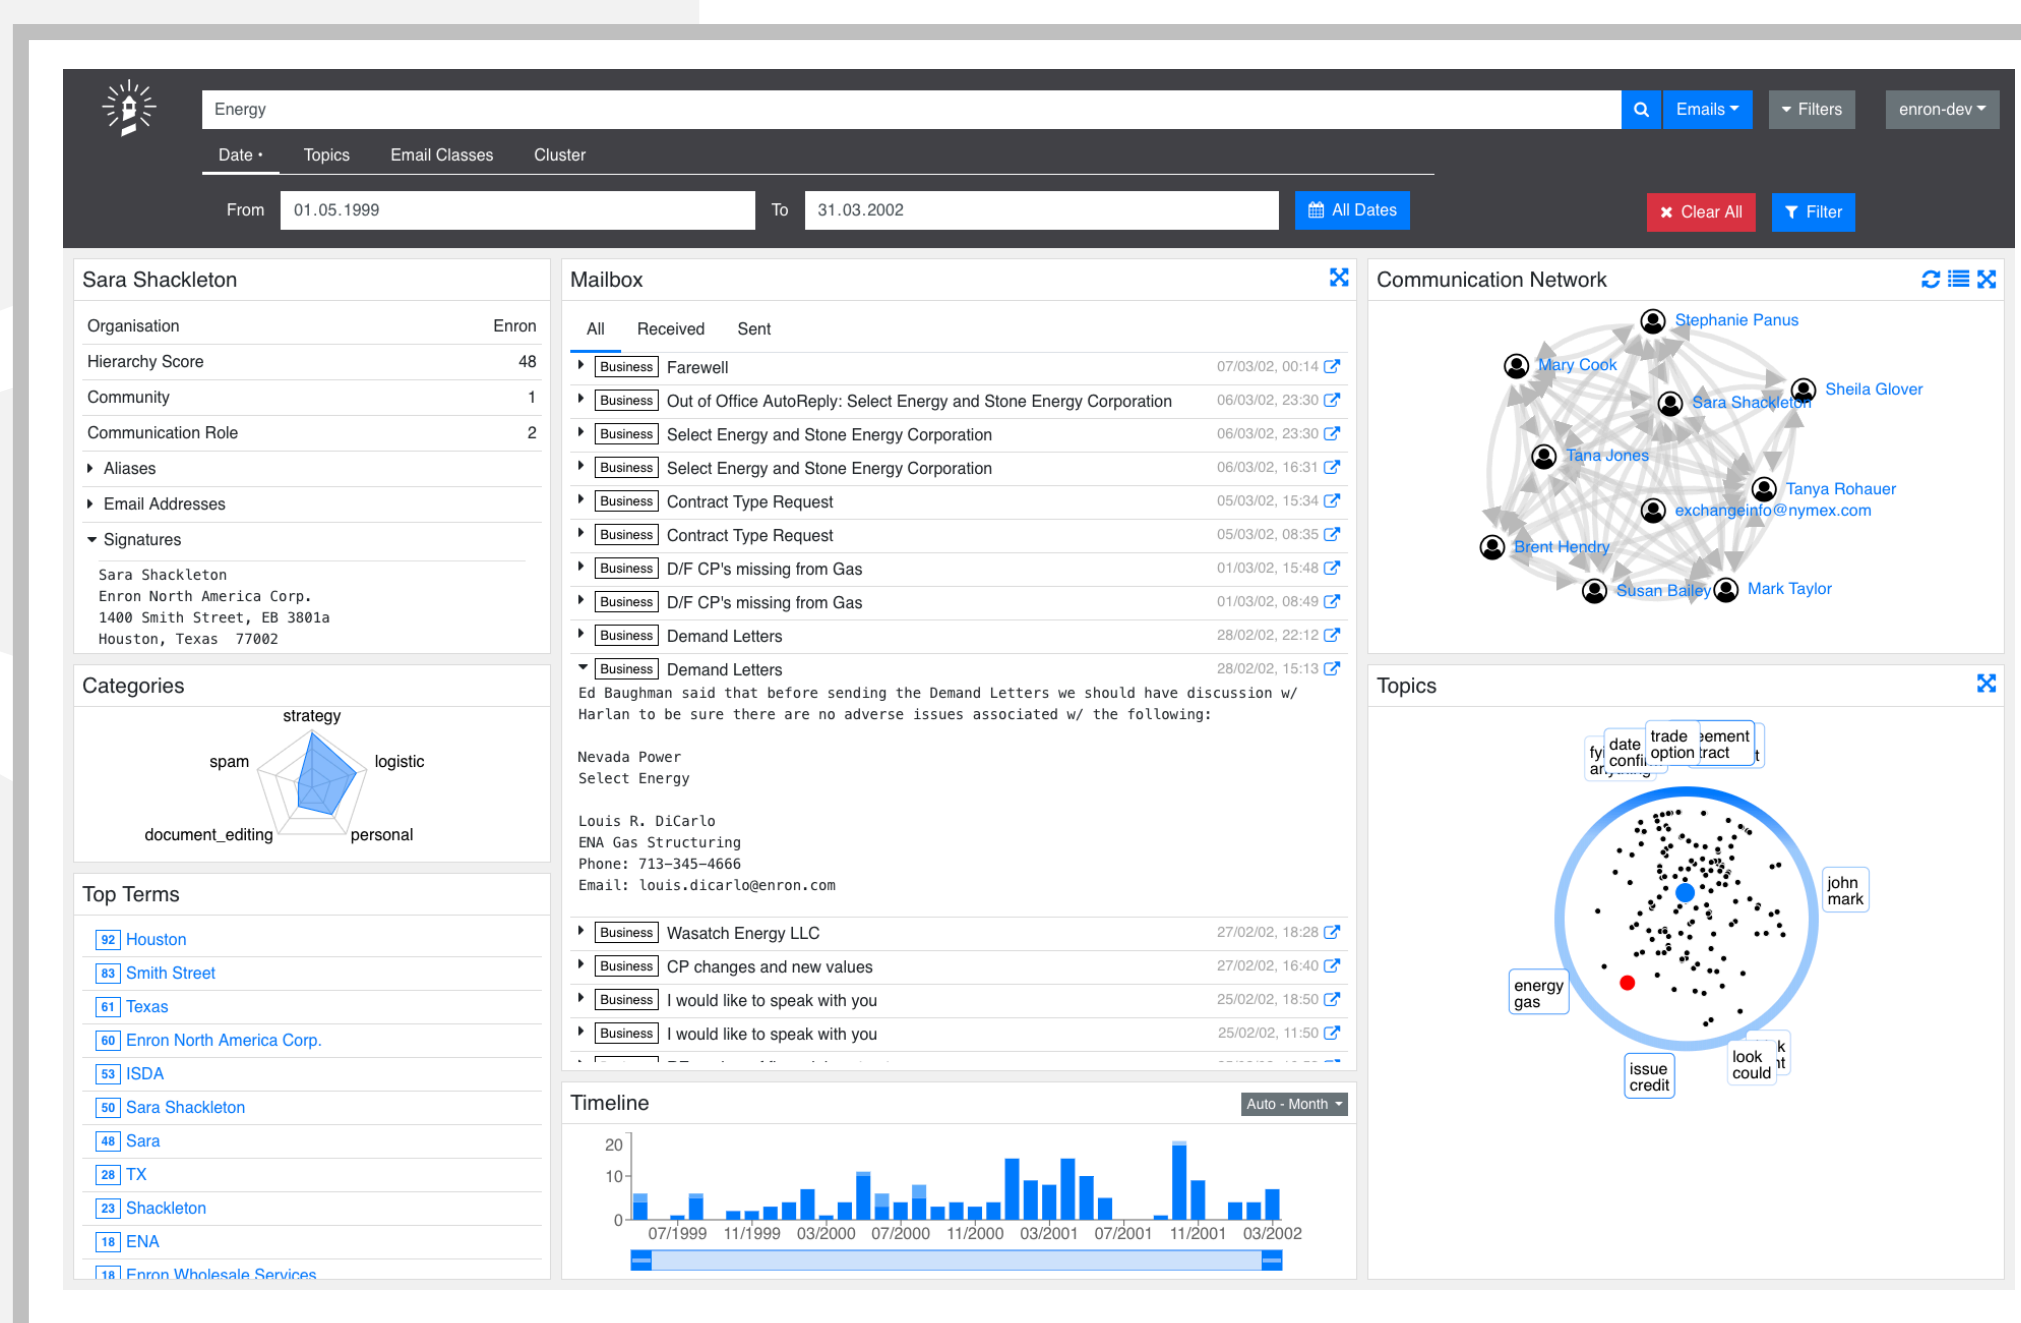 Energy
Emails
Filters
enron-dev
Date •
Topics
Email Classes
Cluster
From
01.05.1999
To
31.03.2002
All Dates
Clear All
Filter
Sara Shackleton
Organisation Enron
Hierarchy Score 48
Community 1
Communication Role 2
Aliases
Email Addresses
Signatures
Sara Shackleton
Enron North America Corp.
1400 Smith Street, EB 3801a
Houston, Texas 77002
Categories
strategy
spam
logistic
document_editing
personal
Top Terms
92 Houston
83 Smith Street
61 Texas
60 Enron North America Corp.
53 ISDA
50 Sara Shackleton
48 Sara
28 TX
23 Shackleton
18 ENA
18 Enron Wholesale Services
Mailbox
All Received Sent
Business Farewell 07/03/02, 00:14
Business Out of Office AutoReply: Select Energy and Stone Energy Corporation 06/03/02, 23:30
Business Select Energy and Stone Energy Corporation 06/03/02, 23:30
Business Select Energy and Stone Energy Corporation 06/03/02, 16:31
Business Contract Type Request 05/03/02, 15:34
Business Contract Type Request 05/03/02, 08:35
Business D/F CP's missing from Gas 01/03/02, 15:48
Business D/F CP's missing from Gas 01/03/02, 08:49
Business Demand Letters 28/02/02, 22:12
Business Demand Letters 28/02/02, 15:13
Ed Baughman said that before sending the Demand Letters we should have discussion w/
Harlan to be sure there are no adverse issues associated w/ the following:
Nevada Power
Select Energy
Louis R. DiCarlo
ENA Gas Structuring
Phone: 713-345-4666
Email: louis.dicarlo@enron.com
Business Wasatch Energy LLC 27/02/02, 18:28
Business CP changes and new values 27/02/02, 16:40
Business I would like to speak with you 25/02/02, 18:50
Business I would like to speak with you 25/02/02, 11:50
Timeline
Auto - Month
20
10
0
07/1999 11/1999 03/2000 07/2000 11/2000 03/2001 07/2001 11/2001 03/2002
Communication Network
Stephanie Panus
Mary Cook
Sheila Glover
Sara Shackleton
Tana Jones
Tanya Rohauer
exchangeinfo@nymex.com
Brent Hendry
Susan Bailey
Mark Taylor
Topics
date
trade
option
john
mark
energy
gas
look
could
issue
credit